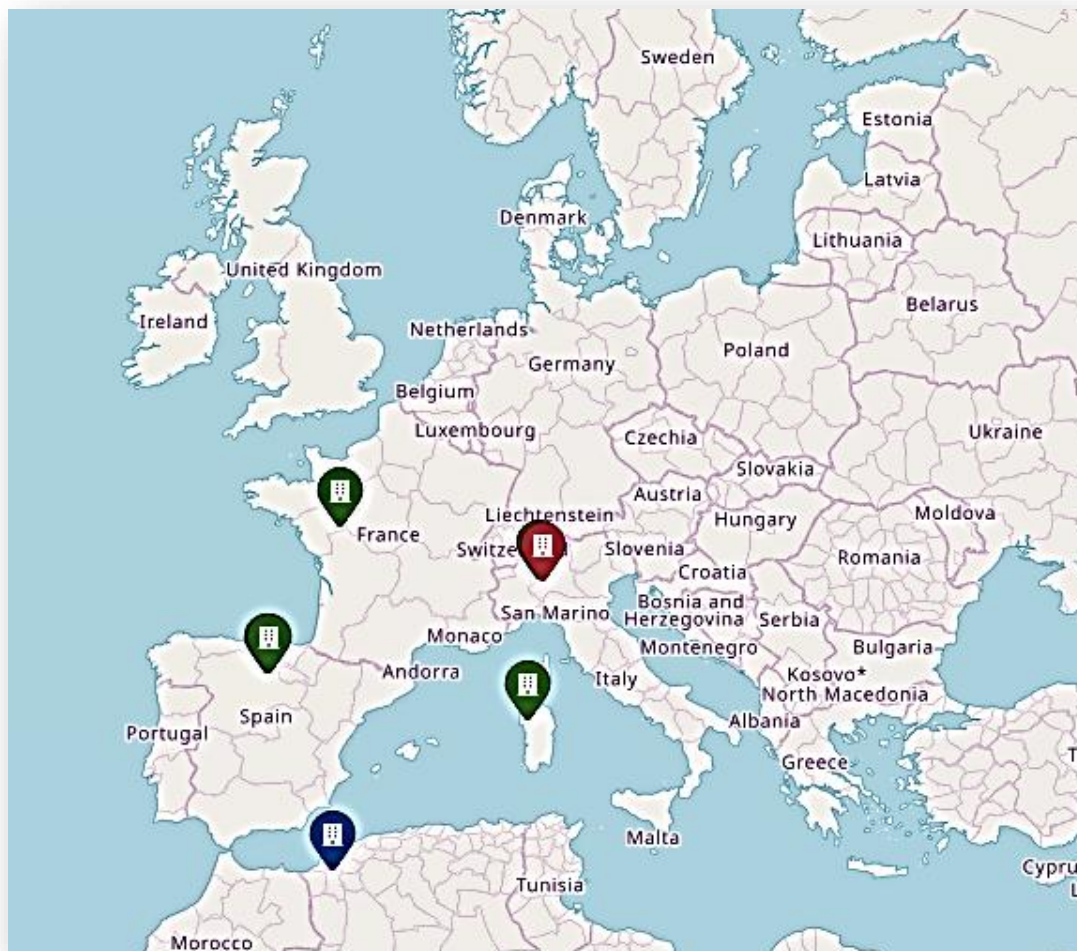 Sweden
Estonia
Latvia
Denmark
Lithuania
United Kingdom
Belarus
Ireland
Netherlands
Poland
Germany
Belgium
Luxembourg
Czechia
Ukraine
Slovakia
Austria
Moldova
Liechtenstein
Hungary
France
Slovenia
Romania
Croatia
San Marino
Bosnia and
Herzegovina
Serbia
Monaco
Montenegro
Bulgaria
Andorra
Kosovo*
Italy
North Macedonia
Spain
Albania
Portugal
Greece
Malta
Tunisia
Morocco